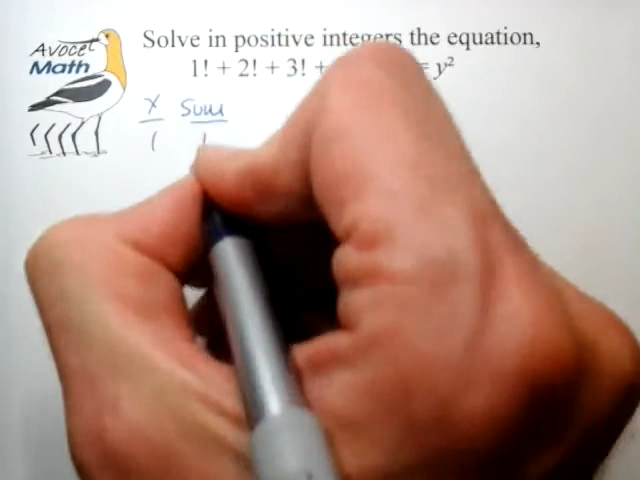 Avocet
Math
Solve in positive integers the equation,
1! + 2! + 3! + = y²
X Sum
1 1